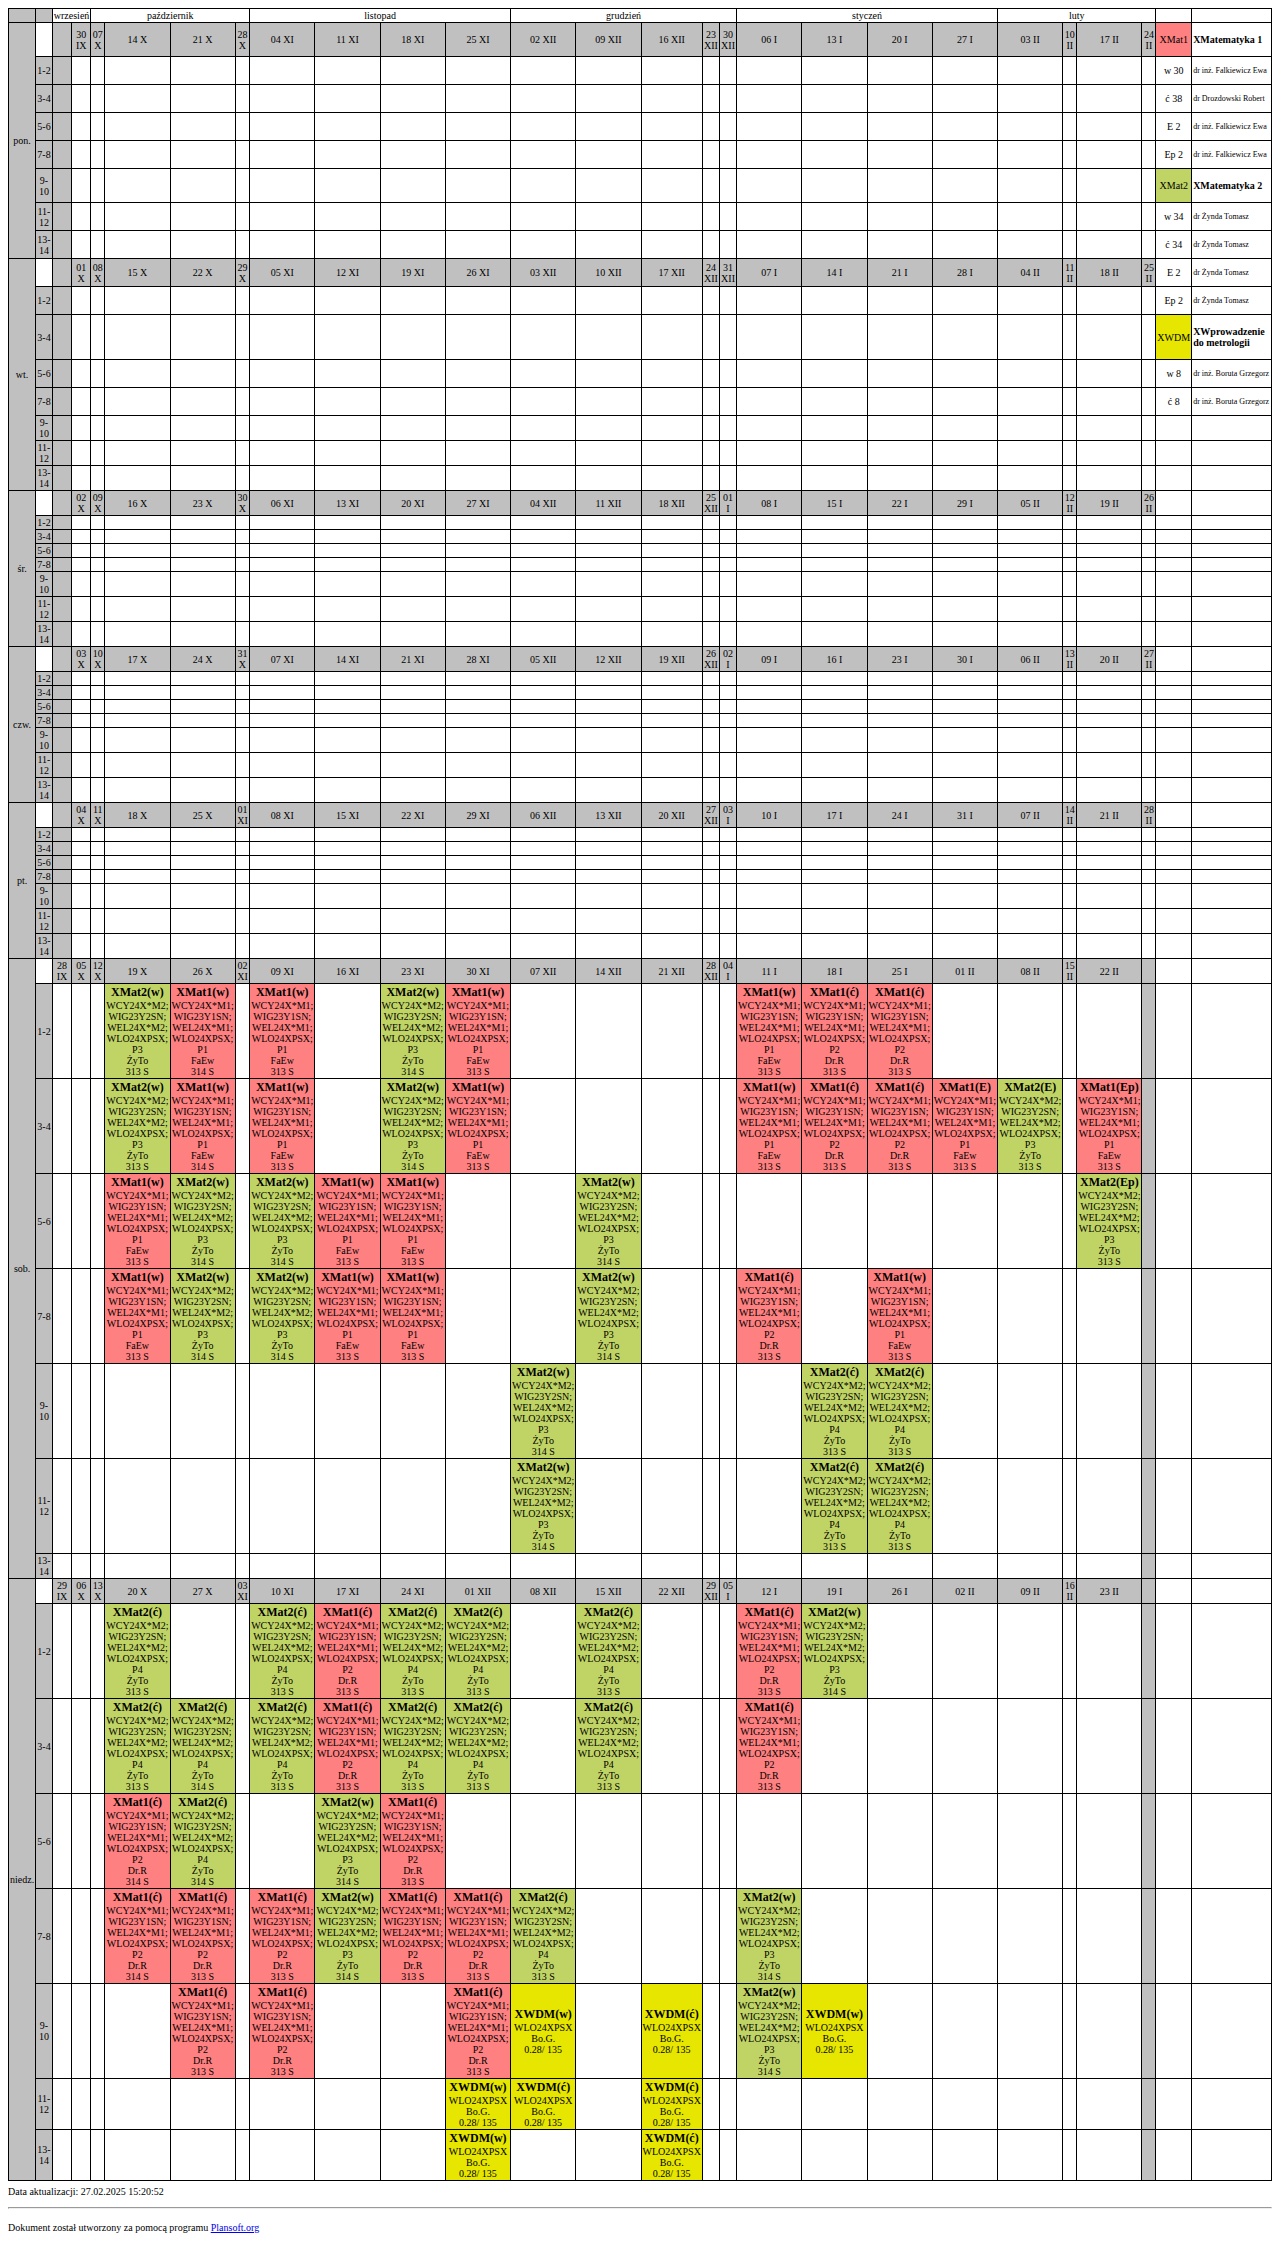 wrzesień październik listopad grudzień styczeń luty
pon. 30 IX 07 X 14 X 21 X 28 X 04 XI 11 XI 18 XI 25 XI 02 XII 09 XII 16 XII 23 XII 30 XII 06 I 13 I 20 I 27 I 03 II 10 II 17 II 24 II XMat1 XMatematyka 1
1-2 w 30 dr inż. Falkiewicz Ewa
3-4 ć 38 dr Drozdowski Robert
5-6 E 2 dr inż. Falkiewicz Ewa
7-8 Ep 2 dr inż. Falkiewicz Ewa
9-10 XMat2 XMatematyka 2
11-12 w 34 dr Żynda Tomasz
13-14 ć 34 dr Żynda Tomasz
wt. 01 X 08 X 15 X 22 X 29 X 05 XI 12 XI 19 XI 26 XI 03 XII 10 XII 17 XII 24 XII 31 XII 07 I 14 I 21 I 28 I 04 II 11 II 18 II 25 II E 2 dr Żynda Tomasz
1-2 Ep 2 dr Żynda Tomasz
3-4 XWDM XWprowadzenie do metrologii
5-6 w 8 dr inż. Boruta Grzegorz
7-8 ć 8 dr inż. Boruta Grzegorz
9-10
11-12
13-14
śr. 02 X 09 X 16 X 23 X 30 X 06 XI 13 XI 20 XI 27 XI 04 XII 11 XII 18 XII 25 XII 01 I 08 I 15 I 22 I 29 I 05 II 12 II 19 II 26 II
1-2
3-4
5-6
7-8
9-10
11-12
13-14
czw. 03 X 10 X 17 X 24 X 31 X 07 XI 14 XI 21 XI 28 XI 05 XII 12 XII 19 XII 26 XII 02 I 09 I 16 I 23 I 30 I 06 II 13 II 20 II 27 II
1-2
3-4
5-6
7-8
9-10
11-12
13-14
pt. 04 X 11 X 18 X 25 X 01 XI 08 XI 15 XI 22 XI 29 XI 06 XII 13 XII 20 XII 27 XII 03 I 10 I 17 I 24 I 31 I 07 II 14 II 21 II 28 II
1-2
3-4
5-6
7-8
9-10
11-12
13-14
sob. 28 IX 05 X 12 X 19 X 26 X 02 XI 09 XI 16 XI 23 XI 30 XI 07 XII 14 XII 21 XII 28 XII 04 I 11 I 18 I 25 I 01 II 08 II 15 II 22 II
1-2
XMat2(w) XMat1(w) XMat1(w) XMat2(w) XMat1(w) XMat1(w) XMat1(ć) XMat1(ć)
WCY24X*M2; WCY24X*M1; WCY24X*M1; WCY24X*M2; WCY24X*M1; WCY24X*M1; WCY24X*M1; WCY24X*M1;
WIG23Y2SN; WIG23Y1SN; WIG23Y1SN; WIG23Y2SN; WIG23Y1SN; WIG23Y1SN; WIG23Y1SN; WIG23Y1SN;
WEL24X*M2; WEL24X*M1; WEL24X*M1; WEL24X*M2; WEL24X*M1; WEL24X*M1; WEL24X*M1; WEL24X*M1;
WLO24XPSX; WLO24XPSX; WLO24XPSX; WLO24XPSX; WLO24XPSX; WLO24XPSX; WLO24XPSX; WLO24XPSX;
P3 P1 P1 P3 P1 P1 P2 P2
ŻyTo FaEw FaEw ŻyTo FaEw FaEw Dr.R Dr.R
313 S 314 S 313 S 314 S 313 S 313 S 313 S 313 S
3-4
XMat2(w) XMat1(w) XMat1(w) XMat2(w) XMat1(w) XMat1(w) XMat1(ć) XMat1(ć) XMat1(E) XMat2(E) XMat1(Ep)
WCY24X*M2; WCY24X*M1; WCY24X*M1; WCY24X*M2; WCY24X*M1; WCY24X*M1; WCY24X*M1; WCY24X*M1; WCY24X*M1; WCY24X*M2; WCY24X*M1;
WIG23Y2SN; WIG23Y1SN; WIG23Y1SN; WIG23Y2SN; WIG23Y1SN; WIG23Y1SN; WIG23Y1SN; WIG23Y1SN; WIG23Y1SN; WIG23Y2SN; WIG23Y1SN;
WEL24X*M2; WEL24X*M1; WEL24X*M1; WEL24X*M2; WEL24X*M1; WEL24X*M1; WEL24X*M1; WEL24X*M1; WEL24X*M1; WEL24X*M2; WEL24X*M1;
WLO24XPSX; WLO24XPSX; WLO24XPSX; WLO24XPSX; WLO24XPSX; WLO24XPSX; WLO24XPSX; WLO24XPSX; WLO24XPSX; WLO24XPSX; WLO24XPSX;
P3 P1 P1 P3 P1 P1 P2 P2 P1 P3 P1
ŻyTo FaEw FaEw ŻyTo FaEw FaEw Dr.R Dr.R FaEw ŻyTo FaEw
313 S 314 S 313 S 314 S 313 S 313 S 313 S 313 S 313 S 313 S 313 S
5-6
XMat1(w) XMat2(w) XMat2(w) XMat1(w) XMat1(w) XMat2(w) XMat2(Ep)
WCY24X*M1; WCY24X*M2; WCY24X*M2; WCY24X*M1; WCY24X*M1; WCY24X*M2; WCY24X*M2;
WIG23Y1SN; WIG23Y2SN; WIG23Y2SN; WIG23Y1SN; WIG23Y1SN; WIG23Y2SN; WIG23Y2SN;
WEL24X*M1; WEL24X*M2; WEL24X*M2; WEL24X*M1; WEL24X*M1; WEL24X*M2; WEL24X*M2;
WLO24XPSX; WLO24XPSX; WLO24XPSX; WLO24XPSX; WLO24XPSX; WLO24XPSX; WLO24XPSX;
P1 P3 P3 P1 P1 P3 P3
FaEw ŻyTo ŻyTo FaEw FaEw ŻyTo ŻyTo
313 S 314 S 314 S 313 S 313 S 314 S 313 S
7-8
XMat1(w) XMat2(w) XMat2(w) XMat1(w) XMat1(w) XMat2(w) XMat1(ć) XMat1(w)
WCY24X*M1; WCY24X*M2; WCY24X*M2; WCY24X*M1; WCY24X*M1; WCY24X*M2; WCY24X*M1; WCY24X*M1;
WIG23Y1SN; WIG23Y2SN; WIG23Y2SN; WIG23Y1SN; WIG23Y1SN; WIG23Y2SN; WIG23Y1SN; WIG23Y1SN;
WEL24X*M1; WEL24X*M2; WEL24X*M2; WEL24X*M1; WEL24X*M1; WEL24X*M2; WEL24X*M1; WEL24X*M1;
WLO24XPSX; WLO24XPSX; WLO24XPSX; WLO24XPSX; WLO24XPSX; WLO24XPSX; WLO24XPSX; WLO24XPSX;
P1 P3 P3 P1 P1 P3 P2 P1
FaEw ŻyTo ŻyTo FaEw FaEw ŻyTo Dr.R FaEw
313 S 314 S 314 S 313 S 313 S 314 S 313 S 313 S
9-10
XMat2(w) XMat2(ć) XMat2(ć)
WCY24X*M2; WCY24X*M2; WCY24X*M2;
WIG23Y2SN; WIG23Y2SN; WIG23Y2SN;
WEL24X*M2; WEL24X*M2; WEL24X*M2;
WLO24XPSX; WLO24XPSX; WLO24XPSX;
P3 P4 P4
ŻyTo ŻyTo ŻyTo
314 S 313 S 313 S
11-12
XMat2(w) XMat2(ć) XMat2(ć)
WCY24X*M2; WCY24X*M2; WCY24X*M2;
WIG23Y2SN; WIG23Y2SN; WIG23Y2SN;
WEL24X*M2; WEL24X*M2; WEL24X*M2;
WLO24XPSX; WLO24XPSX; WLO24XPSX;
P3 P4 P4
ŻyTo ŻyTo ŻyTo
314 S 313 S 313 S
13-14
niedz. 29 IX 06 X 13 X 20 X 27 X 03 XI 10 XI 17 XI 24 XI 01 XII 08 XII 15 XII 22 XII 29 XII 05 I 12 I 19 I 26 I 02 II 09 II 16 II 23 II
1-2
XMat2(ć) XMat2(ć) XMat1(ć) XMat2(ć) XMat2(ć) XMat2(ć) XMat1(ć) XMat2(w)
WCY24X*M2; WCY24X*M2; WCY24X*M1; WCY24X*M2; WCY24X*M2; WCY24X*M2; WCY24X*M1; WCY24X*M2;
WIG23Y2SN; WIG23Y2SN; WIG23Y1SN; WIG23Y2SN; WIG23Y2SN; WIG23Y2SN; WIG23Y1SN; WIG23Y2SN;
WEL24X*M2; WEL24X*M2; WEL24X*M1; WEL24X*M2; WEL24X*M2; WEL24X*M2; WEL24X*M1; WEL24X*M2;
WLO24XPSX; WLO24XPSX; WLO24XPSX; WLO24XPSX; WLO24XPSX; WLO24XPSX; WLO24XPSX; WLO24XPSX;
P4 P4 P2 P4 P4 P4 P2 P3
ŻyTo ŻyTo Dr.R ŻyTo ŻyTo ŻyTo Dr.R ŻyTo
313 S 313 S 313 S 313 S 313 S 313 S 313 S 314 S
3-4
XMat2(ć) XMat2(ć) XMat2(ć) XMat1(ć) XMat2(ć) XMat2(ć) XMat2(ć) XMat1(ć)
WCY24X*M2; WCY24X*M2; WCY24X*M2; WCY24X*M1; WCY24X*M2; WCY24X*M2; WCY24X*M2; WCY24X*M1;
WIG23Y2SN; WIG23Y2SN; WIG23Y2SN; WIG23Y1SN; WIG23Y2SN; WIG23Y2SN; WIG23Y2SN; WIG23Y1SN;
WEL24X*M2; WEL24X*M2; WEL24X*M2; WEL24X*M1; WEL24X*M2; WEL24X*M2; WEL24X*M2; WEL24X*M1;
WLO24XPSX; WLO24XPSX; WLO24XPSX; WLO24XPSX; WLO24XPSX; WLO24XPSX; WLO24XPSX; WLO24XPSX;
P4 P4 P4 P2 P4 P4 P4 P2
ŻyTo ŻyTo ŻyTo Dr.R ŻyTo ŻyTo ŻyTo Dr.R
313 S 314 S 313 S 313 S 313 S 313 S 313 S 313 S
5-6
XMat1(ć) XMat2(ć) XMat2(w) XMat1(ć)
WCY24X*M1; WCY24X*M2; WCY24X*M2; WCY24X*M1;
WIG23Y1SN; WIG23Y2SN; WIG23Y2SN; WIG23Y1SN;
WEL24X*M1; WEL24X*M2; WEL24X*M2; WEL24X*M1;
WLO24XPSX; WLO24XPSX; WLO24XPSX; WLO24XPSX;
P2 P4 P3 P2
Dr.R ŻyTo ŻyTo Dr.R
314 S 314 S 314 S 313 S
7-8
XMat1(ć) XMat1(ć) XMat1(ć) XMat2(w) XMat1(ć) XMat1(ć) XMat2(ć) XMat2(w)
WCY24X*M1; WCY24X*M1; WCY24X*M1; WCY24X*M2; WCY24X*M1; WCY24X*M1; WCY24X*M2; WCY24X*M2;
WIG23Y1SN; WIG23Y1SN; WIG23Y1SN; WIG23Y2SN; WIG23Y1SN; WIG23Y1SN; WIG23Y2SN; WIG23Y2SN;
WEL24X*M1; WEL24X*M1; WEL24X*M1; WEL24X*M2; WEL24X*M1; WEL24X*M1; WEL24X*M2; WEL24X*M2;
WLO24XPSX; WLO24XPSX; WLO24XPSX; WLO24XPSX; WLO24XPSX; WLO24XPSX; WLO24XPSX; WLO24XPSX;
P2 P2 P2 P3 P2 P2 P4 P3
Dr.R Dr.R Dr.R ŻyTo Dr.R Dr.R ŻyTo ŻyTo
314 S 313 S 313 S 314 S 313 S 313 S 313 S 314 S
9-10
XMat1(ć) XMat1(ć) XMat1(ć) XWDM(w) XWDM(ć) XMat2(w) XWDM(w)
WCY24X*M1; WCY24X*M1; WCY24X*M1; WLO24XPSX WLO24XPSX WCY24X*M2; WLO24XPSX
WIG23Y1SN; WIG23Y1SN; WIG23Y1SN; Bo.G. Bo.G. WIG23Y2SN; Bo.G.
WEL24X*M1; WEL24X*M1; WEL24X*M1; 0.28/ 135 0.28/ 135 WEL24X*M2; 0.28/ 135
WLO24XPSX; WLO24XPSX; WLO24XPSX; WLO24XPSX;
P2 P2 P2 P3
Dr.R Dr.R Dr.R ŻyTo
313 S 313 S 313 S 314 S
11-12
XWDM(w) XWDM(ć) XWDM(ć)
WLO24XPSX WLO24XPSX WLO24XPSX
Bo.G. Bo.G. Bo.G.
0.28/ 135 0.28/ 135 0.28/ 135
13-14
XWDM(w) XWDM(ć)
WLO24XPSX WLO24XPSX
Bo.G. Bo.G.
0.28/ 135 0.28/ 135
Data aktualizacji: 27.02.2025 15:20:52
Dokument został utworzony za pomocą programu Plansoft.org